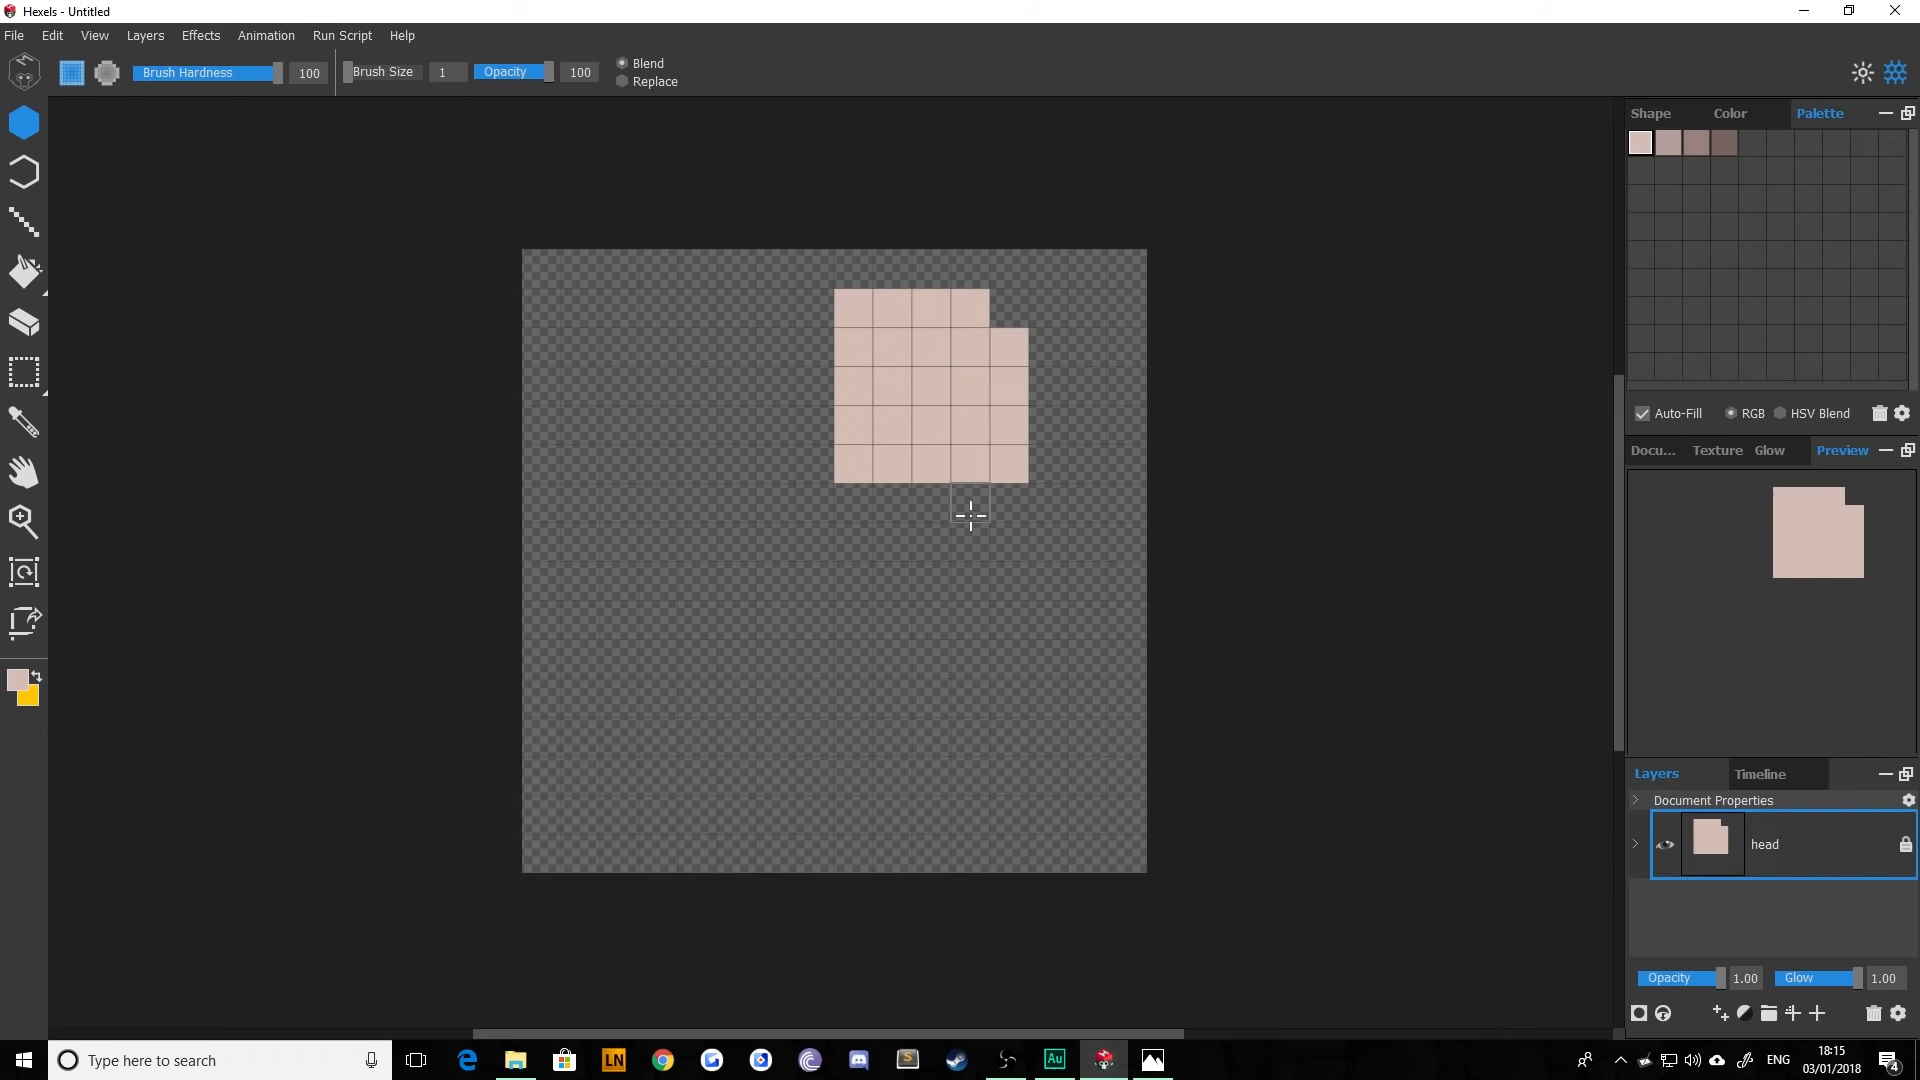 Hexels - Untitled
File Edit View Layers Effects Animation Run Script Help
Brush Hardness 100 Brush Size 1 Opacity 100 Blend
Replace
Shape Color Palette
Auto-Fill RGB HSV Blend
Docu... Texture Glow Preview
Layers Timeline
Document Properties
head
Opacity 1.00 Glow 1.00
Type here to search
LN
Au
ENG
18:15
03/01/2018
4